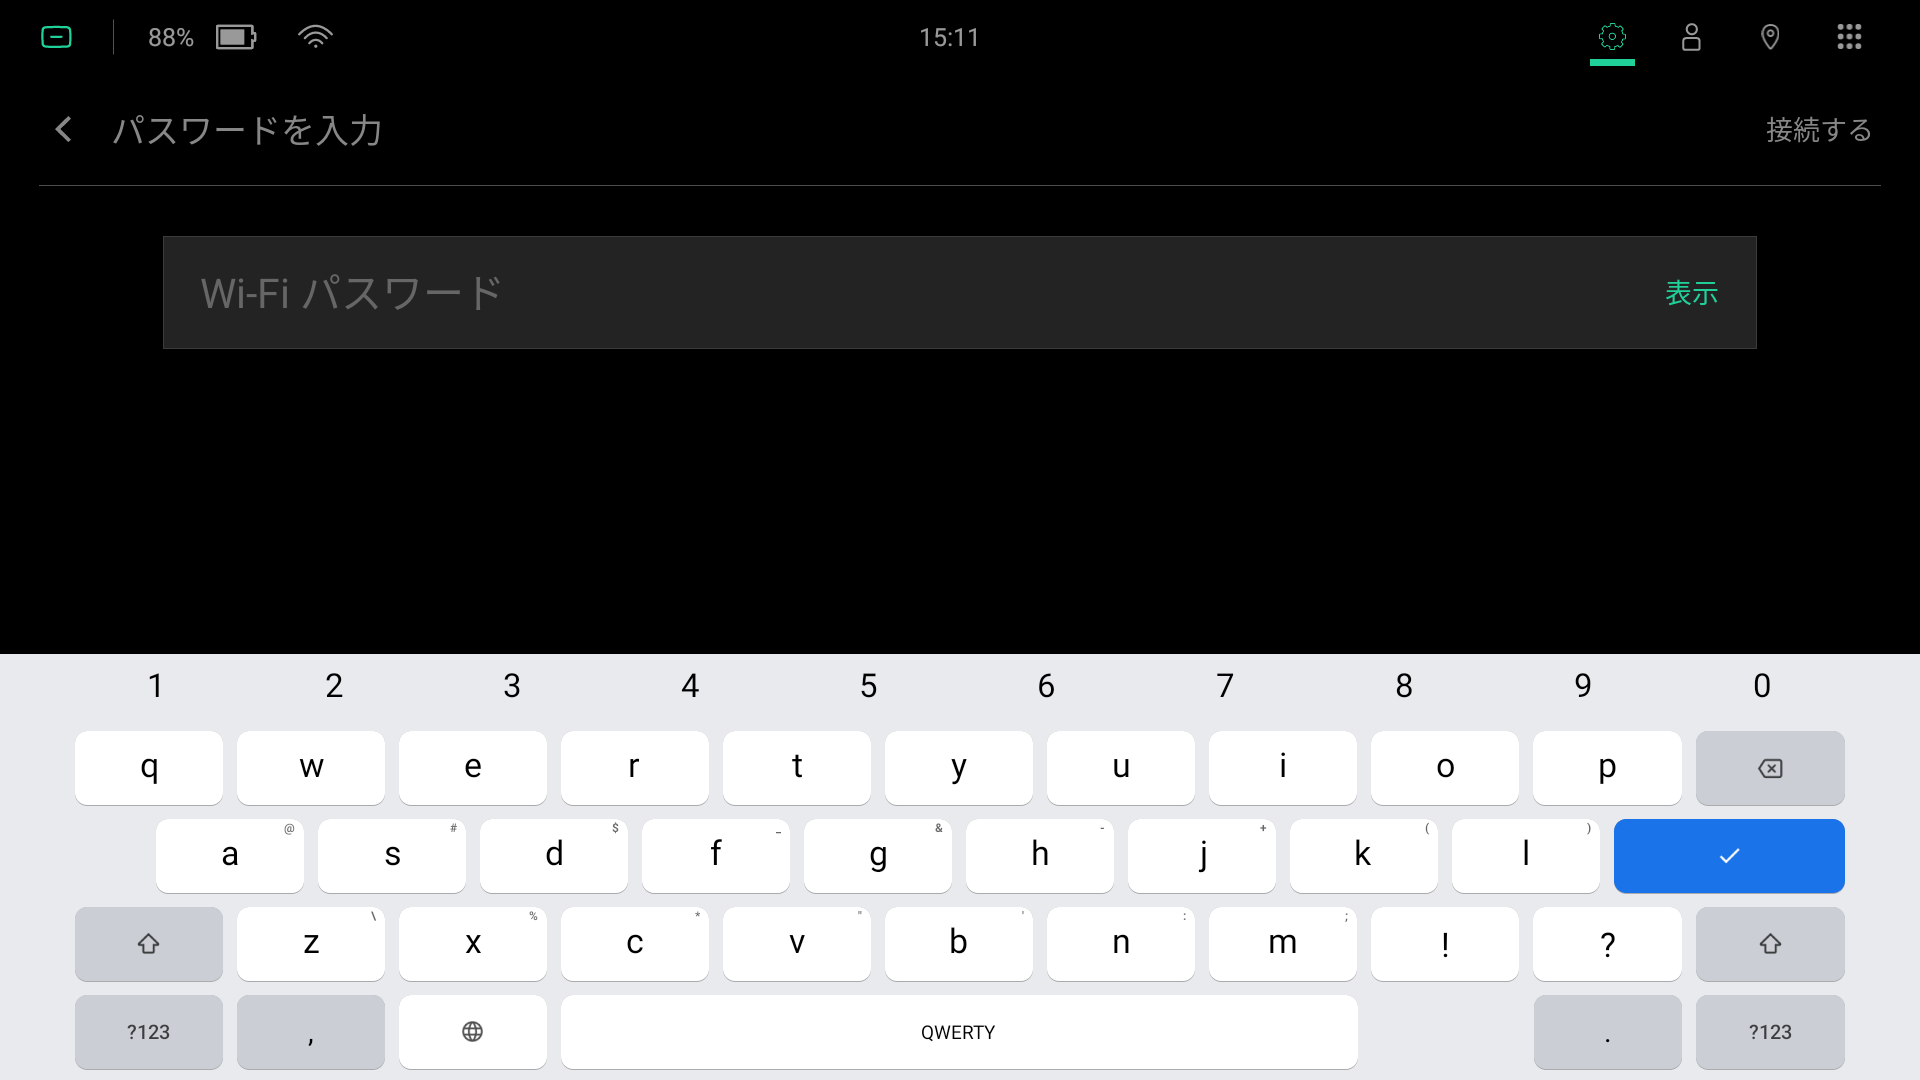 88%
15:11
パスワードを入力
接続する
Wi-Fi パスワード
表示
1 2 3 4 5 6 7 8 9 0
q w e r t y u i o p
@ # $ _ & - + ( )
a s d f g h j k l
\ % * " ' : ;
z x c v b n m ! ?
?123 , QWERTY . ?123